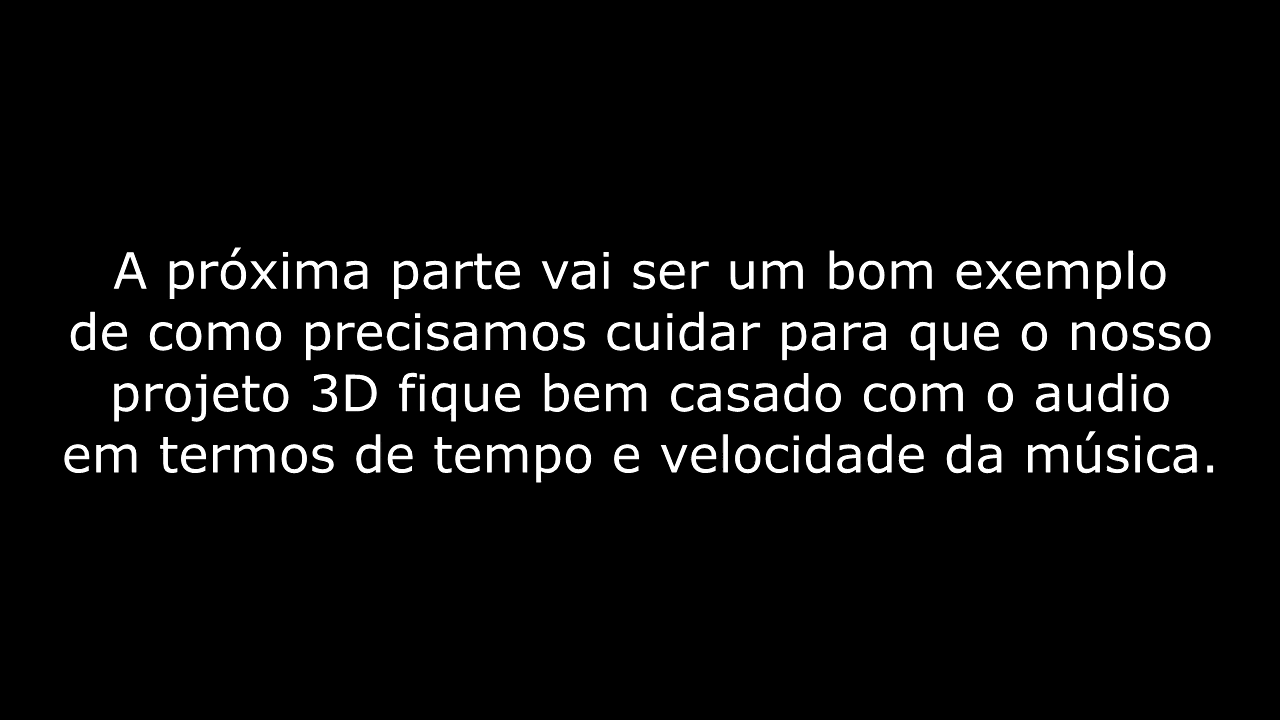 A próxima parte vai ser um bom exemplo
de como precisamos cuidar para que o nosso
projeto 3D fique bem casado com o audio
em termos de tempo e velocidade da música.